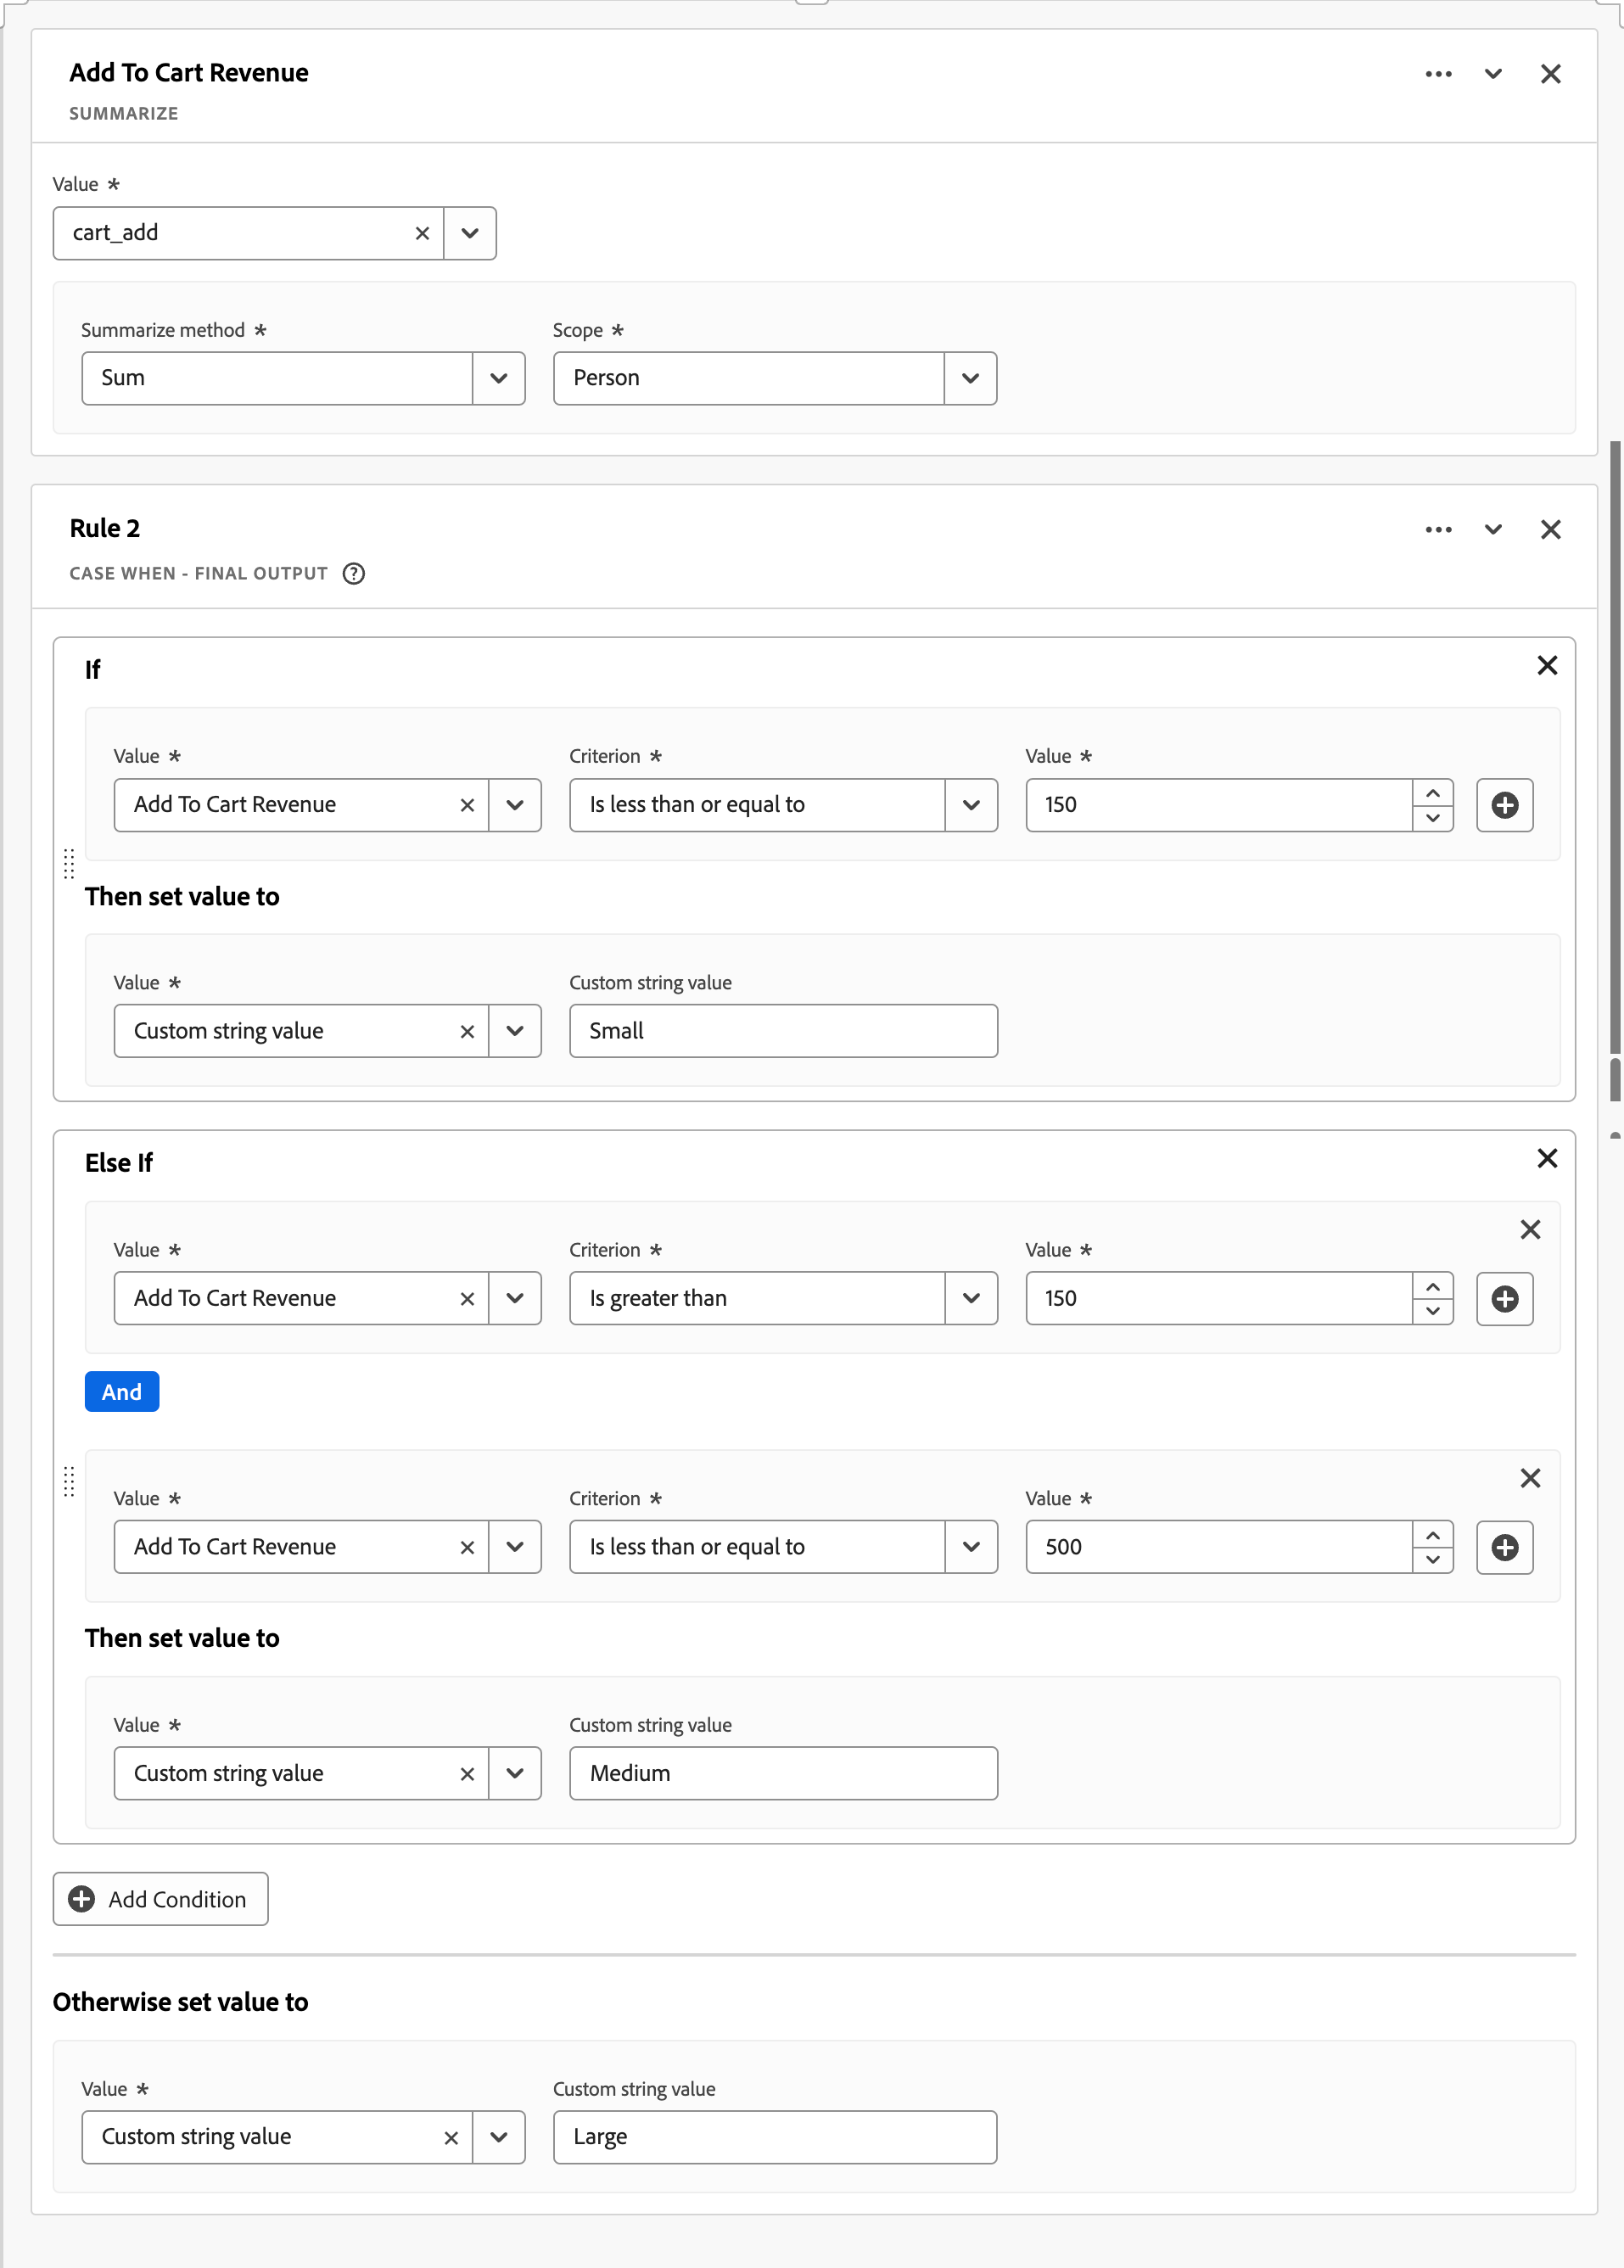 Add To Cart Revenue
SUMMARIZE
Value *
cart_add
Summarize method * Scope *
Sum Person
Rule 2
CASE WHEN - FINAL OUTPUT ?
If
Value * Criterion * Value *
Add To Cart Revenue Is less than or equal to 150
Then set value to
Value * Custom string value
Custom string value Small
Else If
Value * Criterion * Value *
Add To Cart Revenue Is greater than 150
And
Value * Criterion * Value *
Add To Cart Revenue Is less than or equal to 500
Then set value to
Value * Custom string value
Custom string value Medium
Add Condition
Otherwise set value to
Value * Custom string value
Custom string value Large